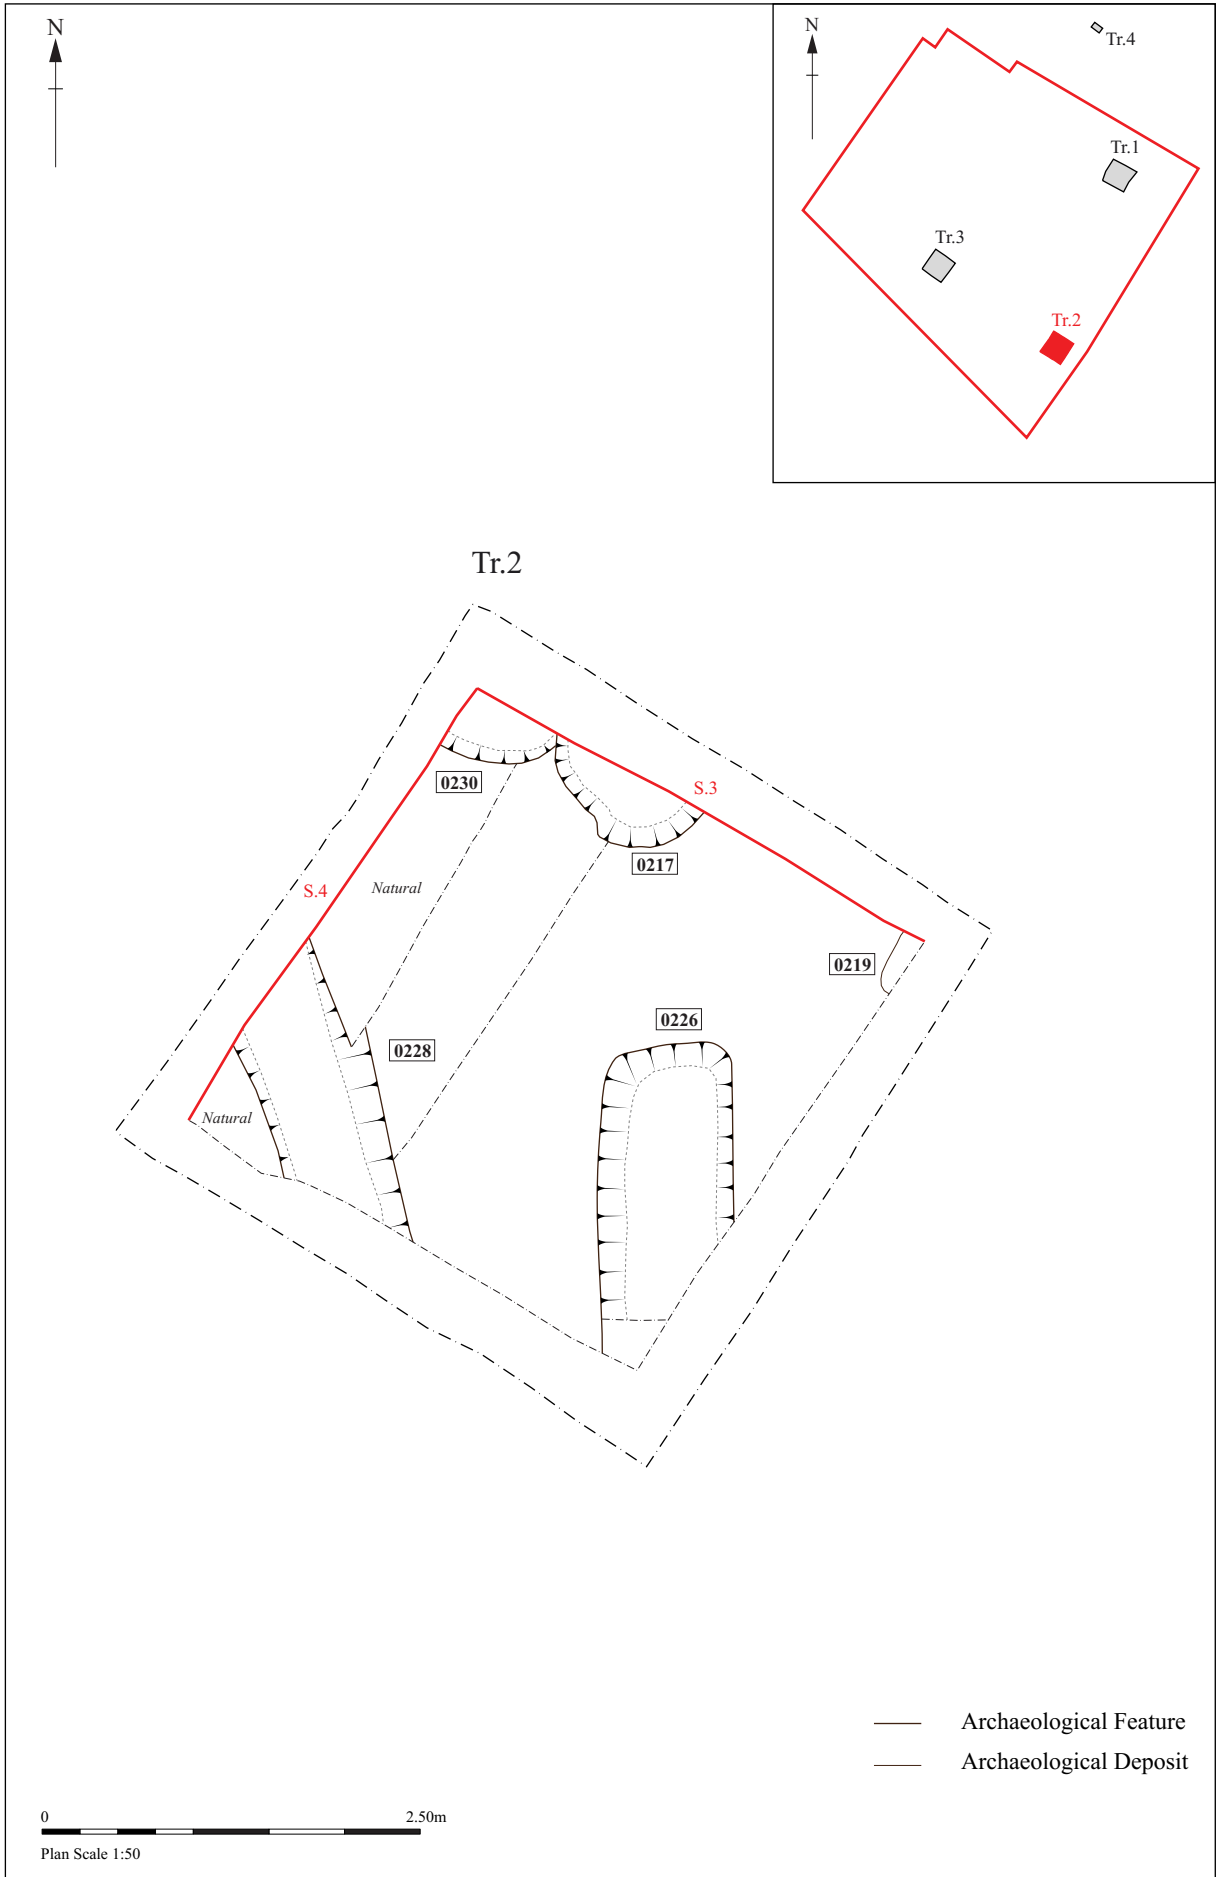 N
N
Tr.4
Tr.1
Tr.3
Tr.2
Tr.2
0230
S.3
0217
S.4
Natural
0219
0226
0228
Natural
Archaeological Feature
Archaeological Deposit
0 2.50m
Plan Scale 1:50